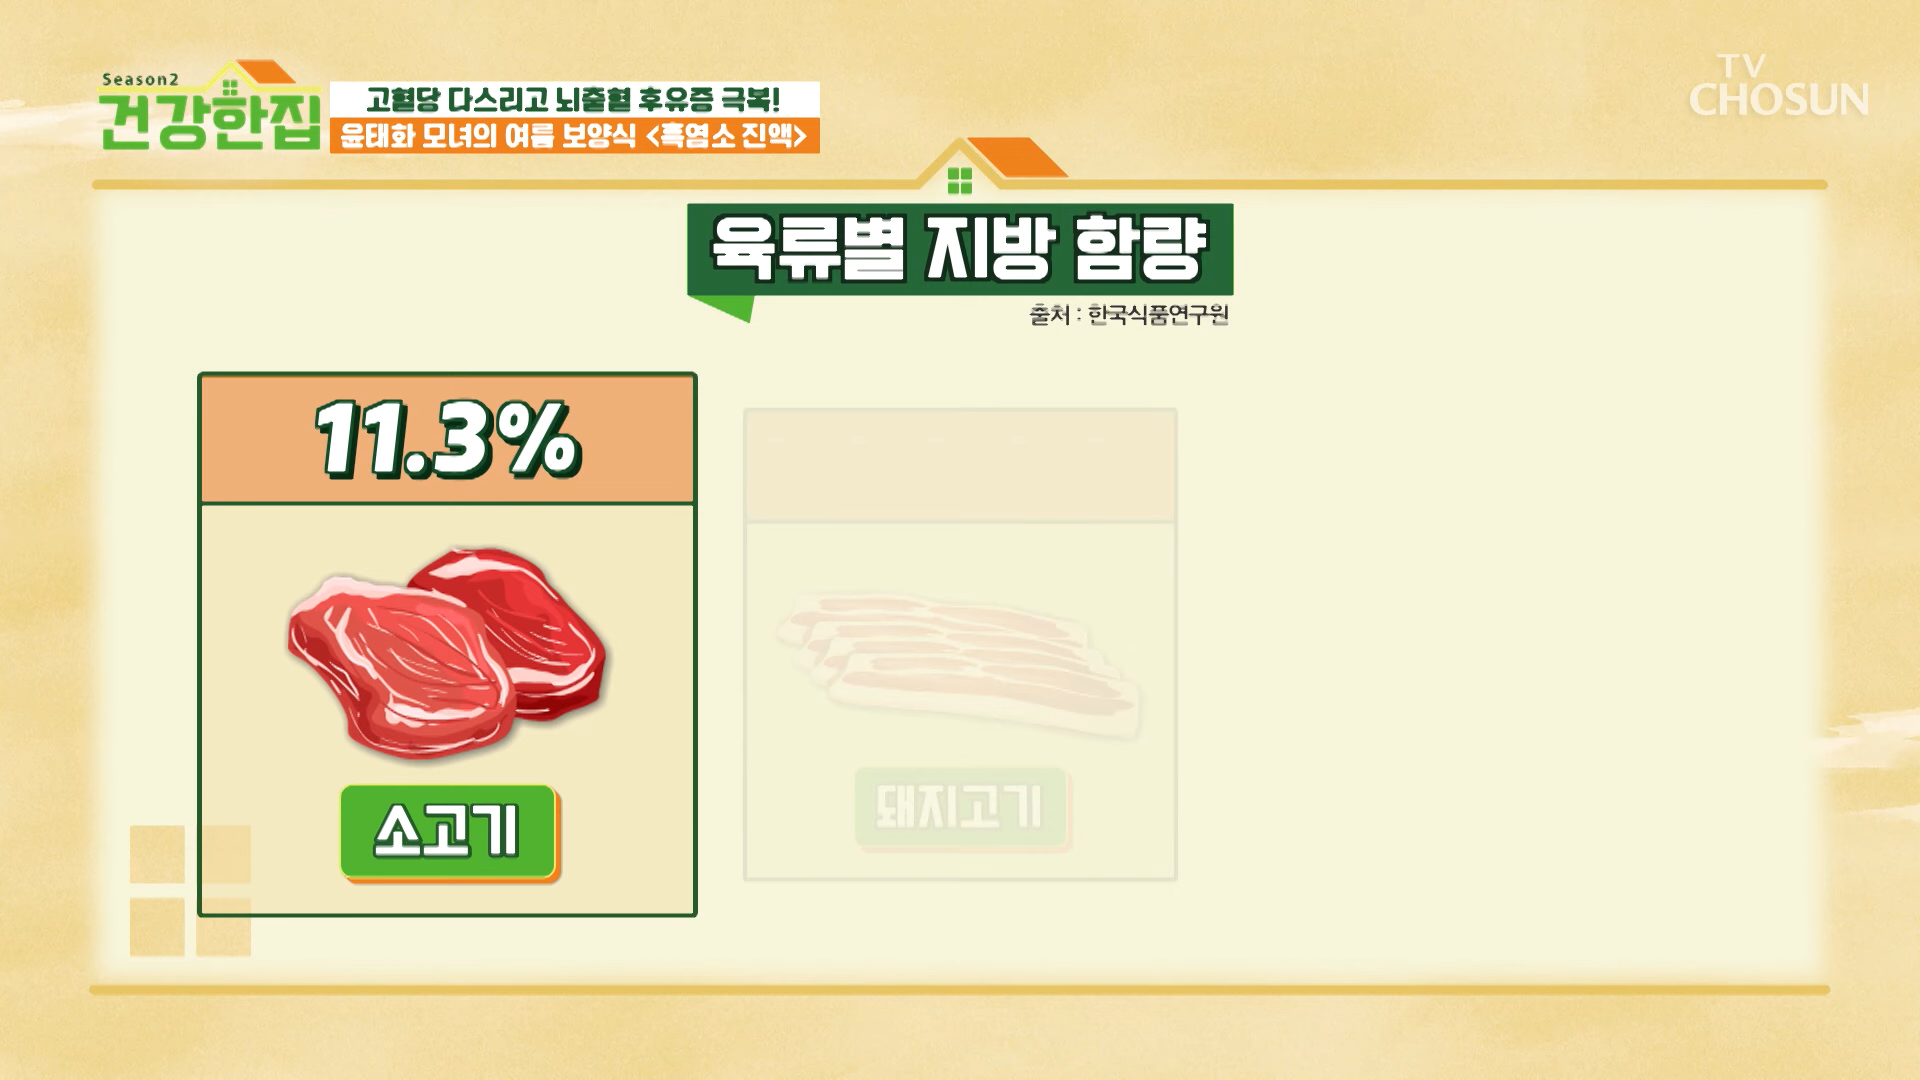 Season2
건강한집
고혈당 다스리고 뇌출혈 후유증 극복!
윤태화 모녀의 여름 보양식 <흑염소 진액>
TV
CHOSUN
육류별 지방 함량
출처 : 한국식품연구원
11.3%
소고기
돼지고기